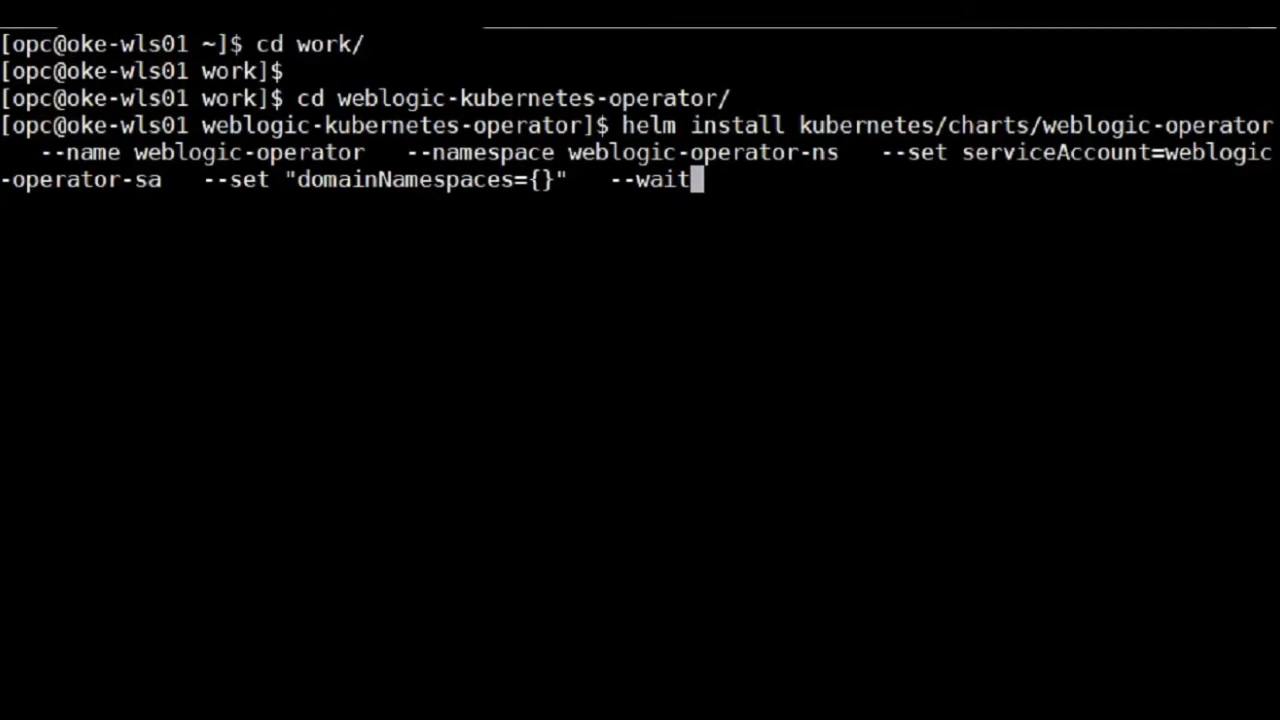 [opc@oke-wls01 ~]$ cd work/
[opc@oke-wls01 work]$
[opc@oke-wls01 work]$ cd weblogic-kubernetes-operator/
[opc@oke-wls01 weblogic-kubernetes-operator]$ helm install kubernetes/charts/weblogic-operator
   --name weblogic-operator   --namespace weblogic-operator-ns   --set serviceAccount=weblogic
-operator-sa   --set "domainNamespaces={}"   --wait